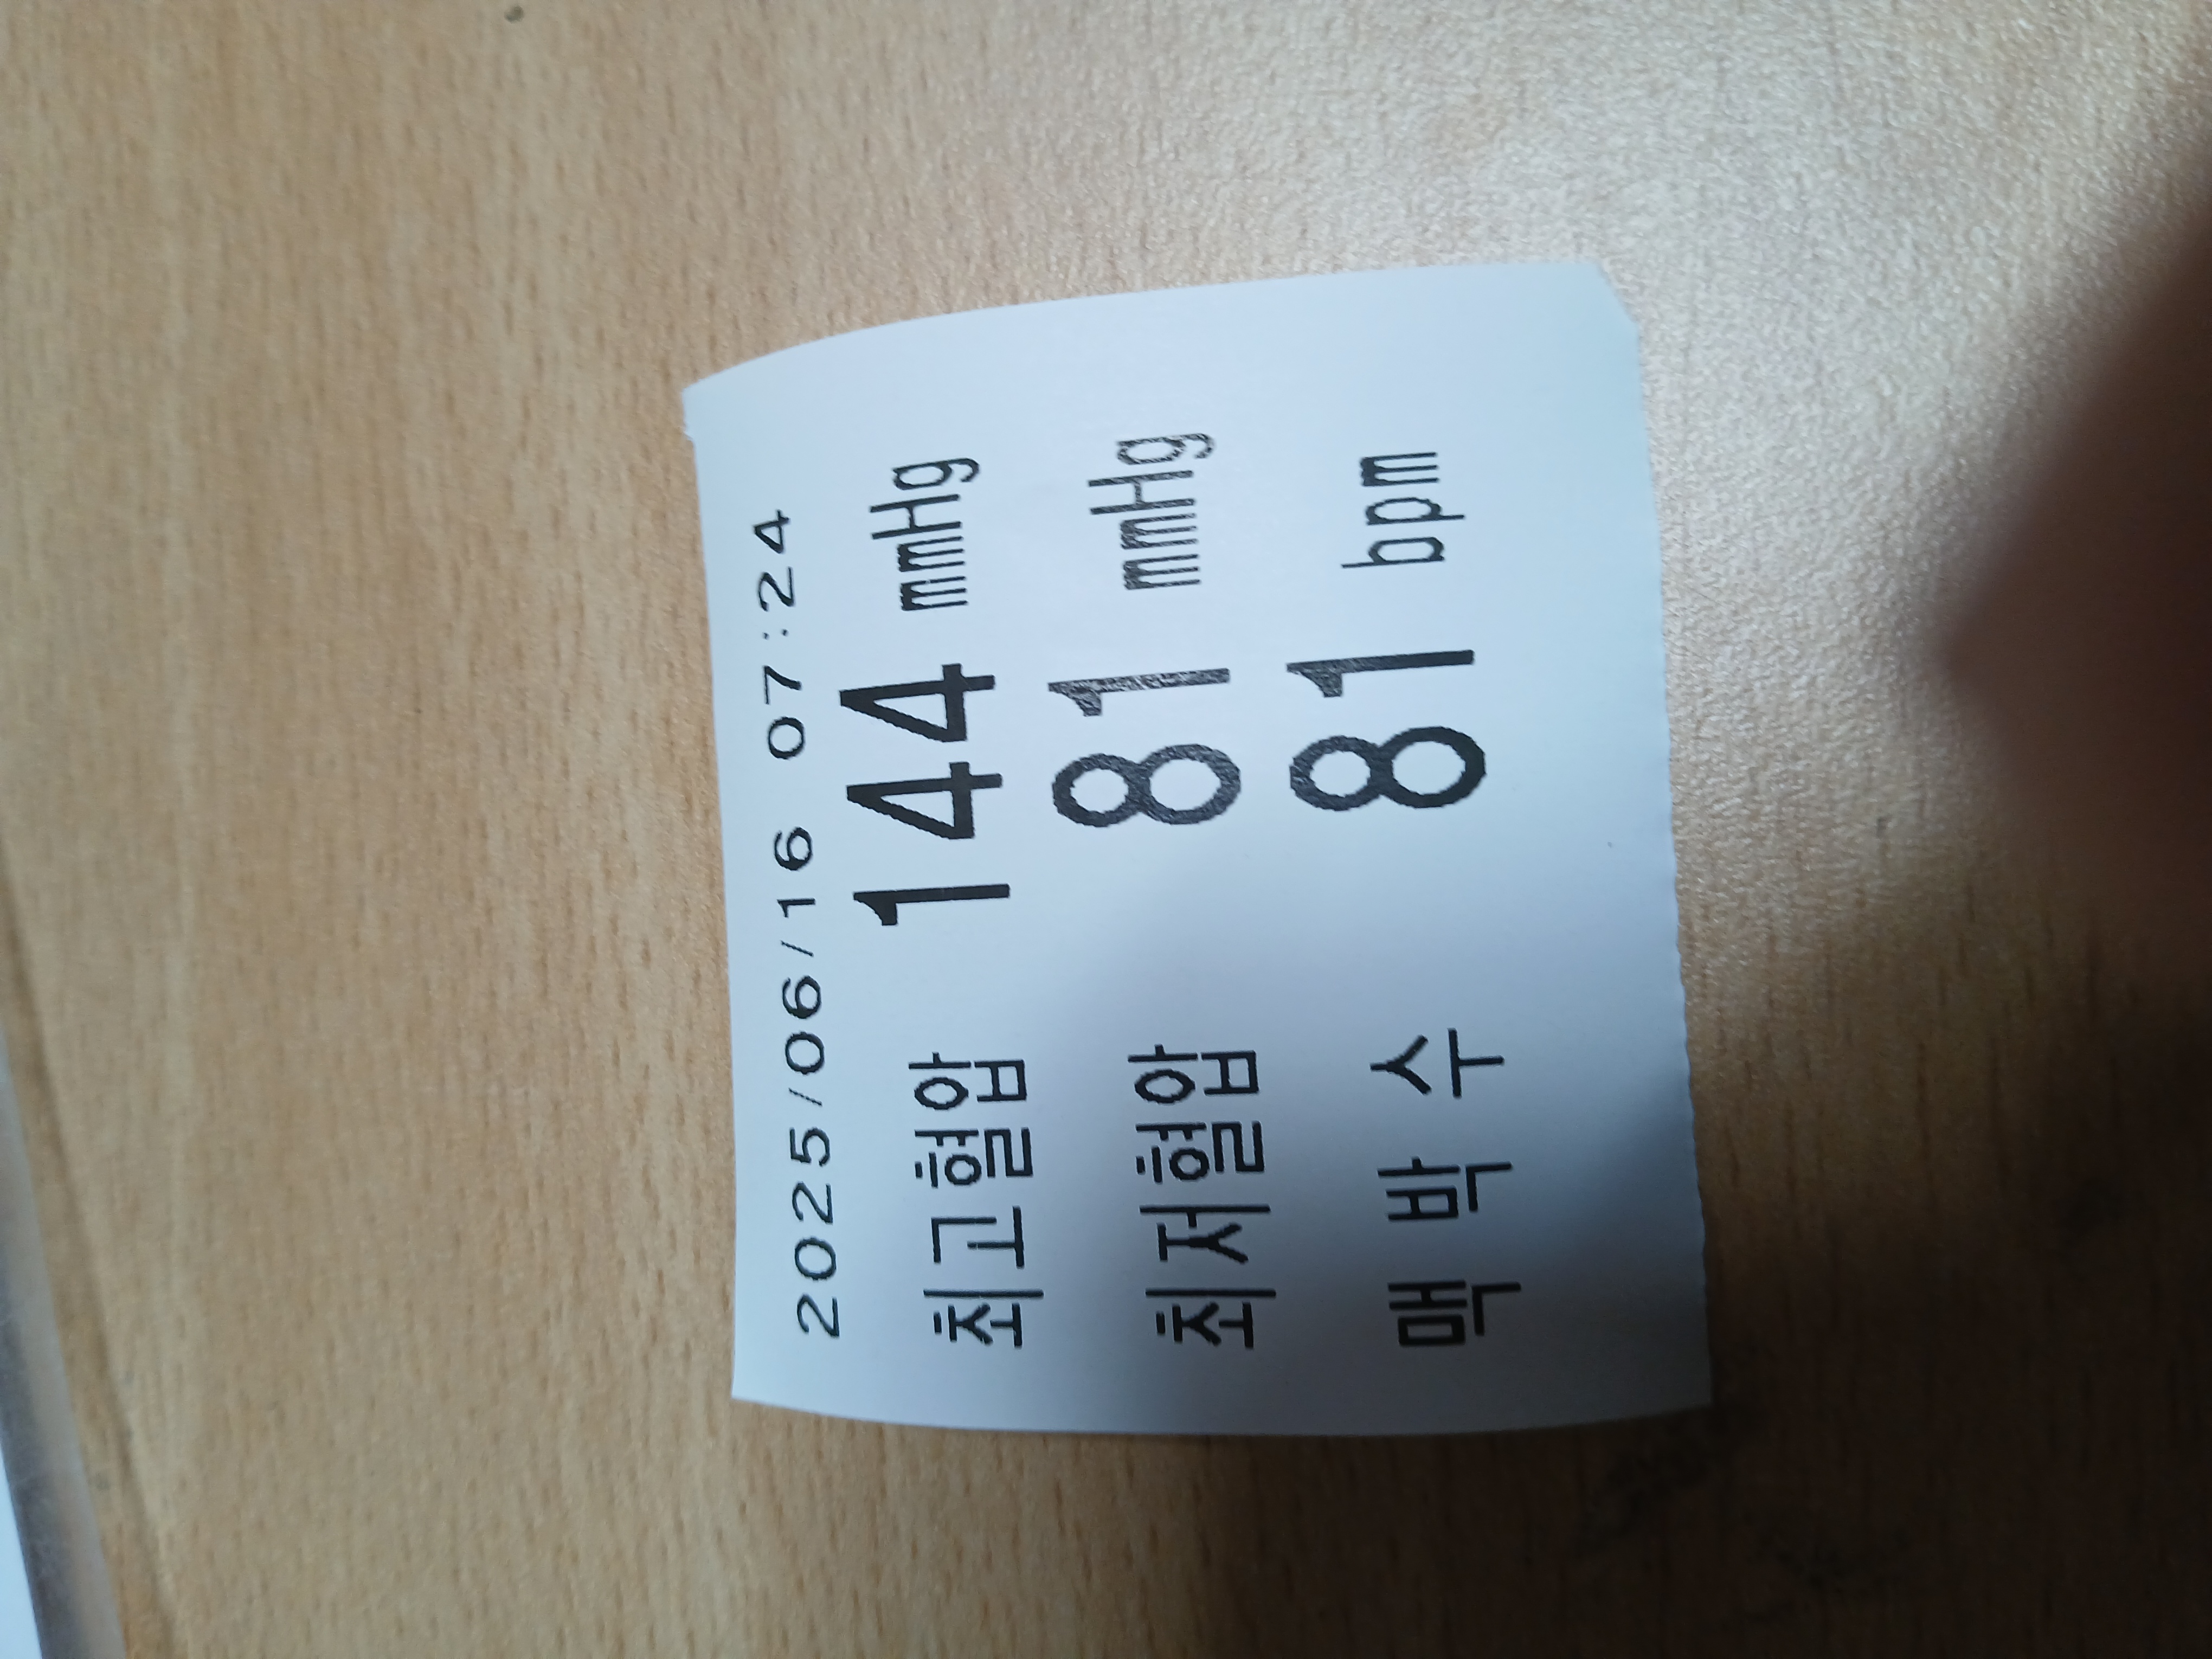 2025/06/16 07:24
최고혈압 144 mmHg
최저혈압 81 mmHg
맥 박 수 81 bpm